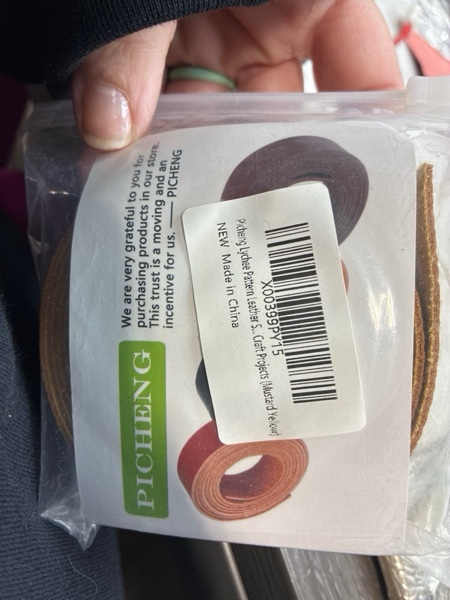 We are very grateful to you for
purchasing products in our store.
This trust is a moving and an
incentive for us. —— PICHENG
PICHENG
X00399PY15
Picheng Lychee Pattern Leather S... Craft Projects (Mustard Yellow)
NEW Made in China